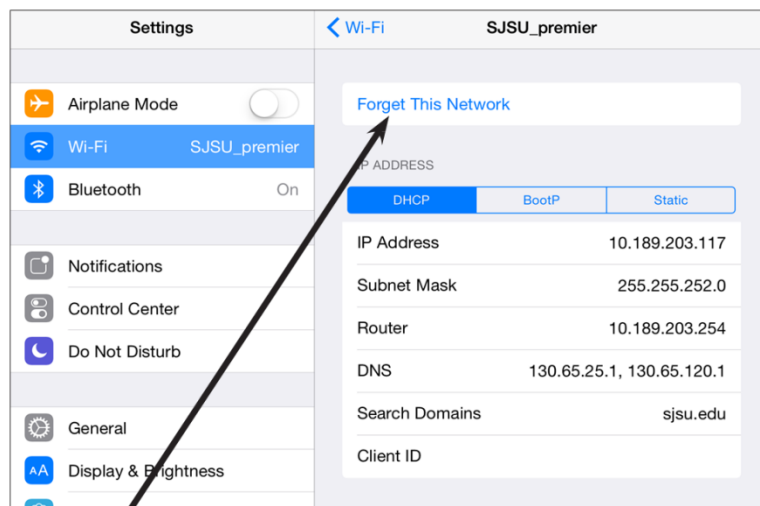 Settings
Airplane Mode
Wi-Fi SJSU_premier
Bluetooth On
Notifications
Control Center
Do Not Disturb
General
AA Display & Brightness
Wi-Fi SJSU_premier
Forget This Network
IP ADDRESS
DHCP BootP Static
IP Address 10.189.203.117
Subnet Mask 255.255.252.0
Router 10.189.203.254
DNS 130.65.25.1, 130.65.120.1
Search Domains sjsu.edu
Client ID